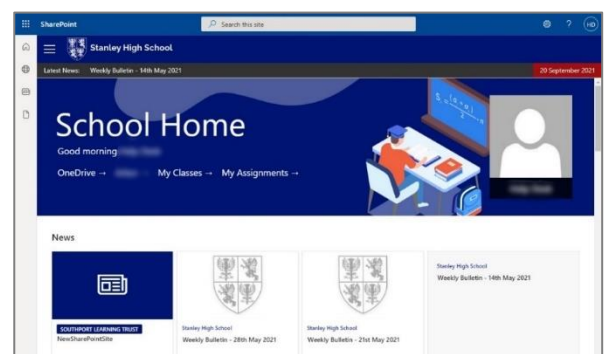 SharePoint
Search this site
?
HD
Stanley High School
Latest News: Weekly Bulletin - 14th May 2021
20 September 2021
School Home
Good morning
OneDrive → → My Classes → My Assignments →
News
SOUTHPORT LEARNING TRUST
NewSharePointSite
Stanley High School
Weekly Bulletin - 28th May 2021
Stanley High School
Weekly Bulletin - 21st May 2021
Stanley High School
Weekly Bulletin - 14th May 2021